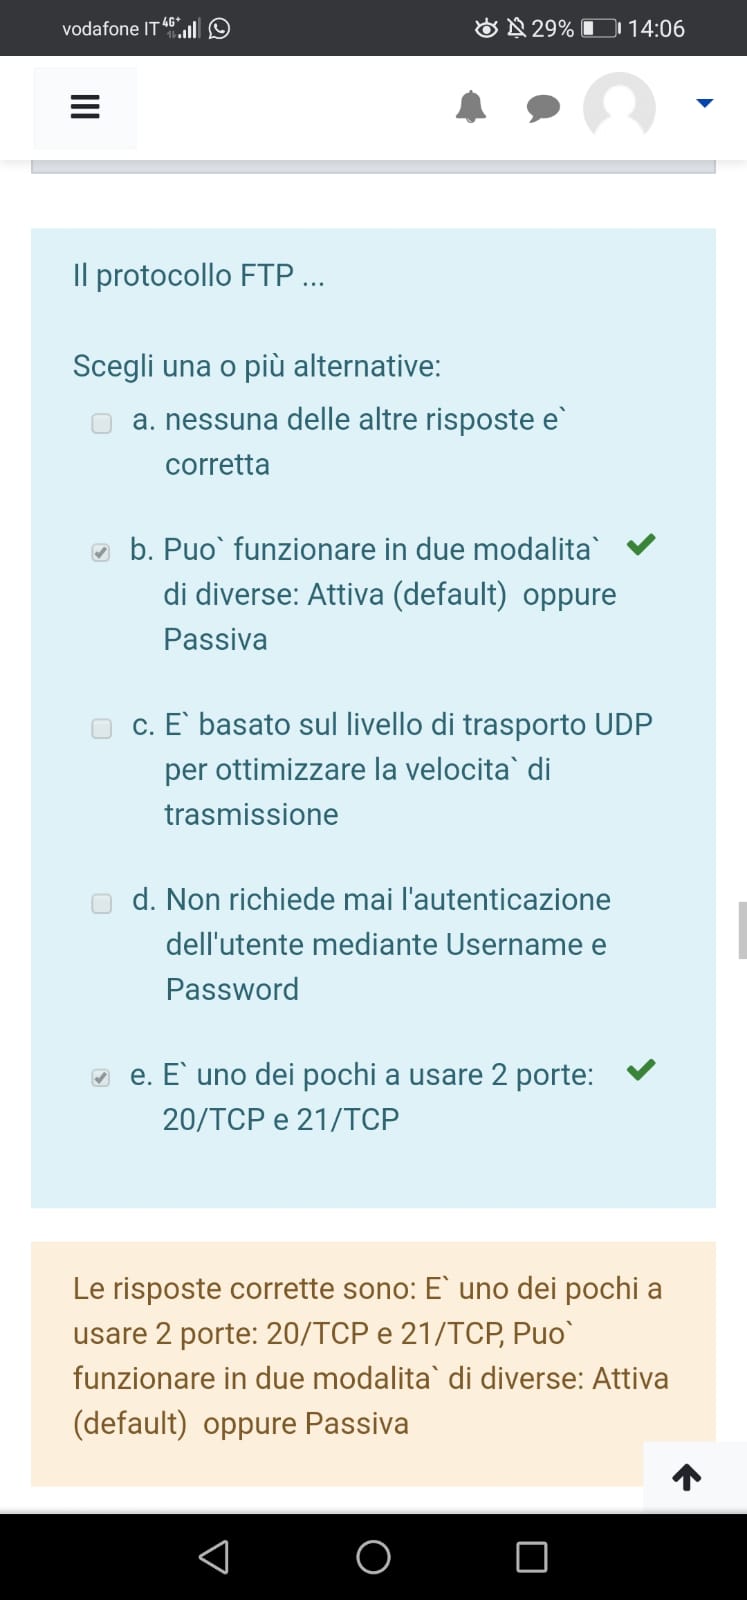 vodafone IT 4G+ 29% 14:06
Il protocollo FTP ...
Scegli una o più alternative:
a. nessuna delle altre risposte e`
corretta
b. Puo` funzionare in due modalita`
di diverse: Attiva (default)  oppure
Passiva
c. E` basato sul livello di trasporto UDP
per ottimizzare la velocita` di
trasmissione
d. Non richiede mai l'autenticazione
dell'utente mediante Username e
Password
e. E` uno dei pochi a usare 2 porte:
20/TCP e 21/TCP
Le risposte corrette sono: E` uno dei pochi a
usare 2 porte: 20/TCP e 21/TCP, Puo`
funzionare in due modalita` di diverse: Attiva
(default)  oppure Passiva